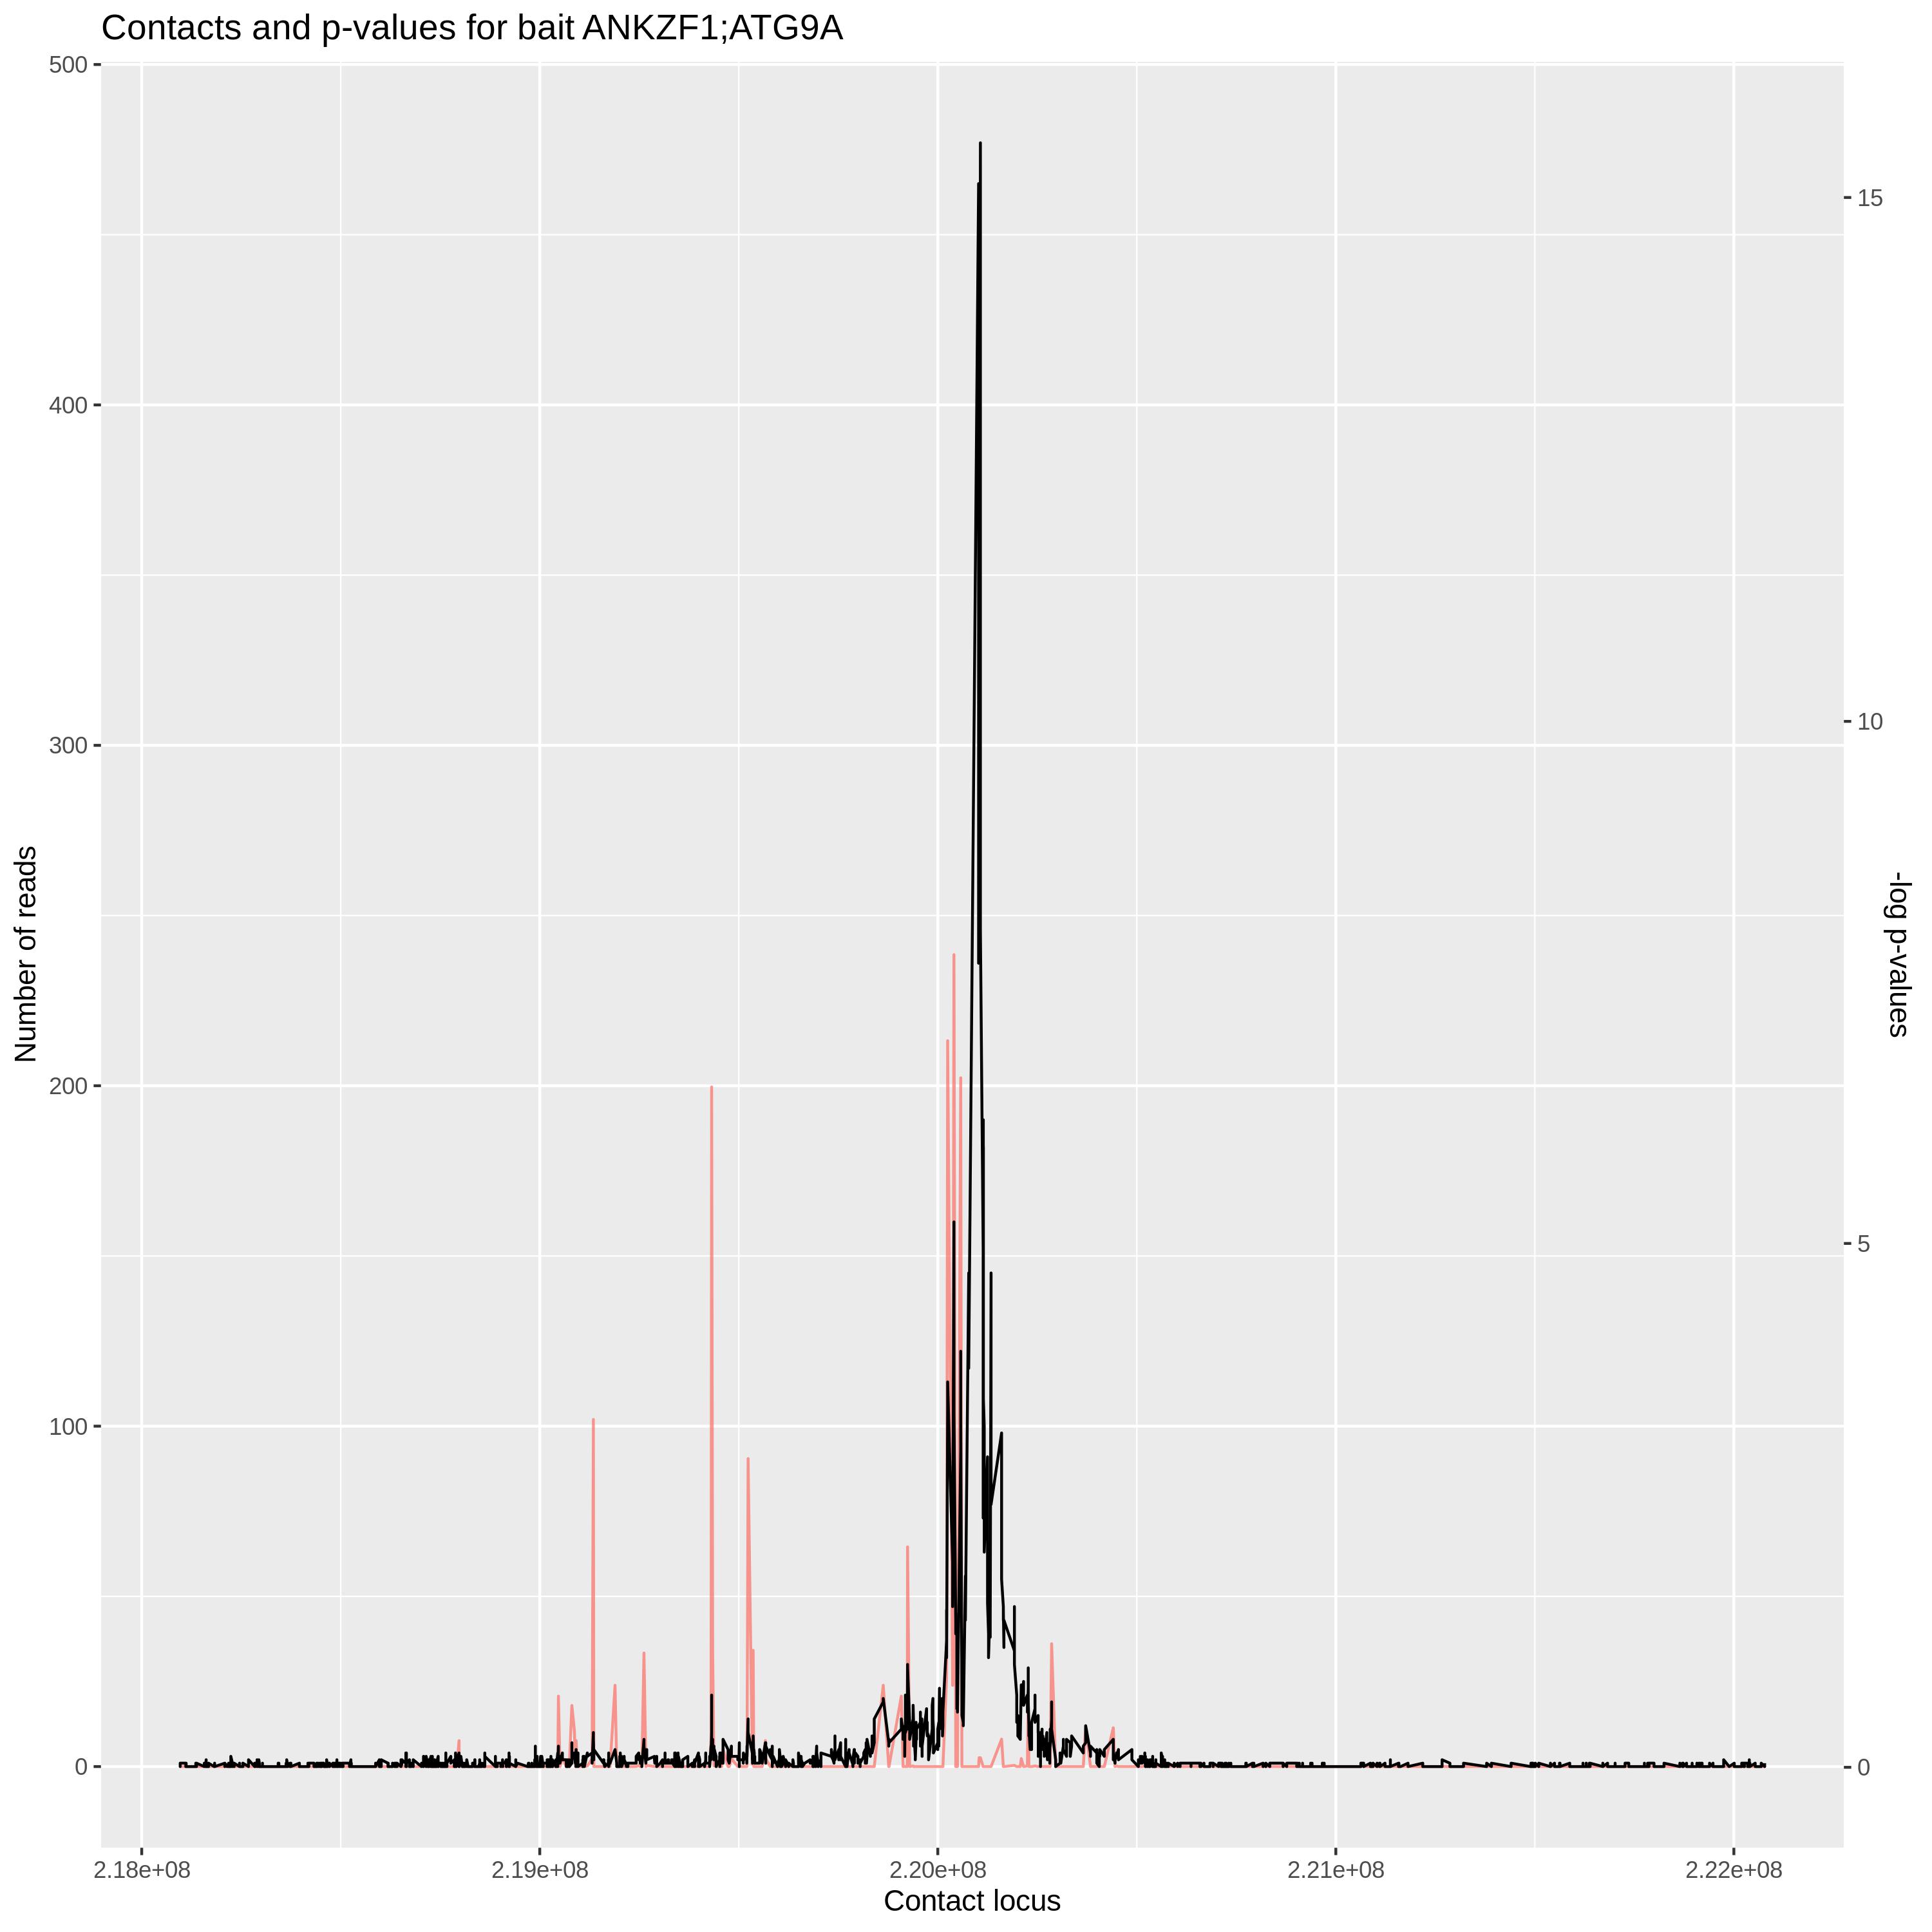 Contacts and p-values for bait ANKZF1;ATG9A
500
400
300
200
100
0
Number of reads
15
10
5
0
-log p-values
2.18e+08 2.19e+08 2.20e+08 2.21e+08 2.22e+08
Contact locus